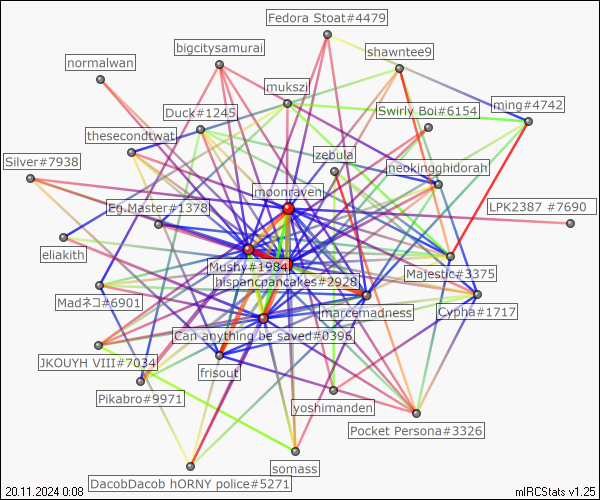 Fedora Stoat#4479
bigcitysamurai
shawntee9
normalwan
mukszi
ming#4742
Duck#1245
Swirly Boi#6154
thesecondtwat
zebula
Silver#7938
neokingghidorah
moonraven
Eg.Master#1378
LPK2387 #7690
eliakith
Mushy#1984
Majestic#3375
hispancpancakes#2928
Madネコ#6901
marcemadness
Cypha#1717
Can anything be saved#0396
JKOUYH VIII#7034
frisout
Pikabro#9971
yoshimanden
Pocket Persona#3326
somass
DacobDacob hORNY police#5271
20.11.2024 0:08
mIRCStats v1.25